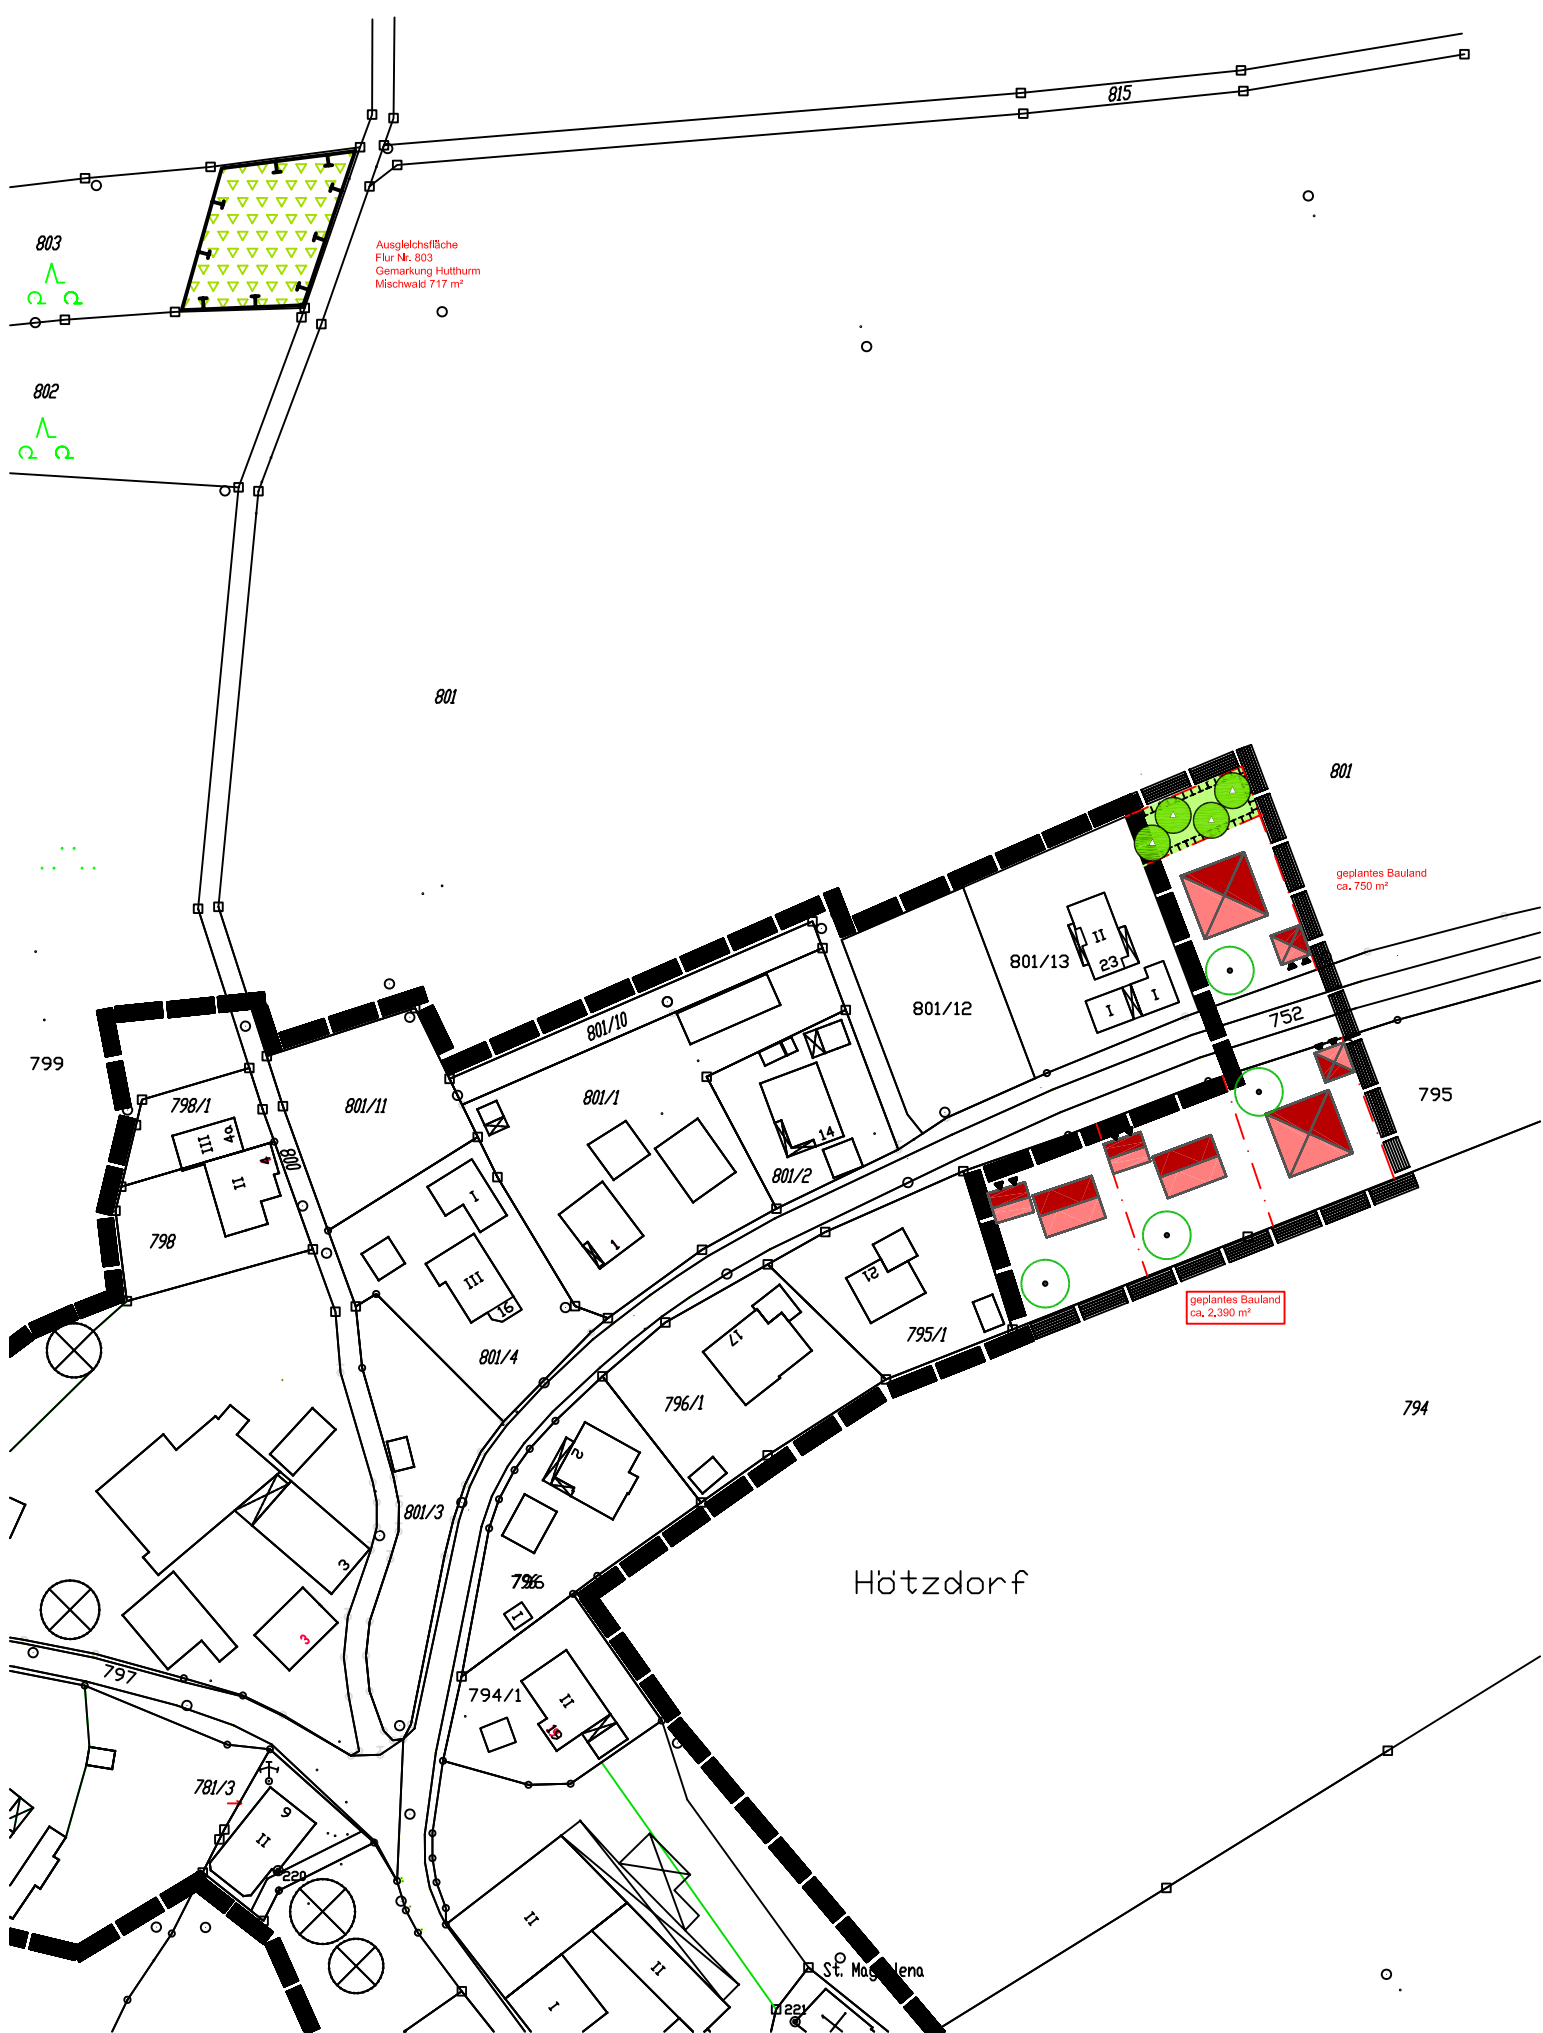 815
803
Ausgleichsfläche
Flur Nr. 803
Gemarkung Hutthurm
Mischwald 717 m²
802
801
801
geplantes Bauland
ca. 750 m²
II
801/13
23
I
I
801/12
752
801/10
799
795
798/1
801/11
801/1
III
4a
14
4
800
II
801/2
I
798
1
21
III
16
geplantes Bauland
ca. 2.390 m²
17
795/1
801/4
796/1
794
2
801/3
3
Hötzdorf
I
3
797
794/1
II
781/3
9
II
220
II
II
St.
I
221